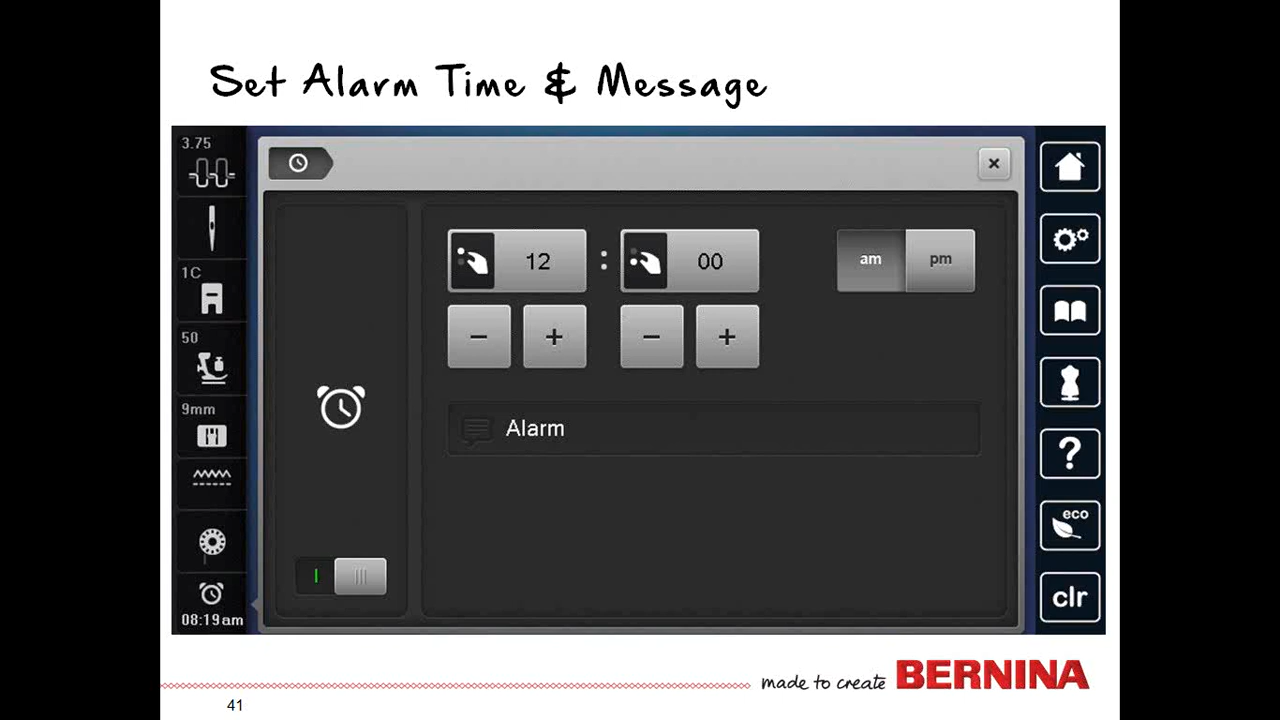 Set Alarm Time & Message
3.75
1C
50
9mm
08:19am
12 : 00
am pm
− + − +
Alarm
?
eco
clr
made to create BERNINA
41